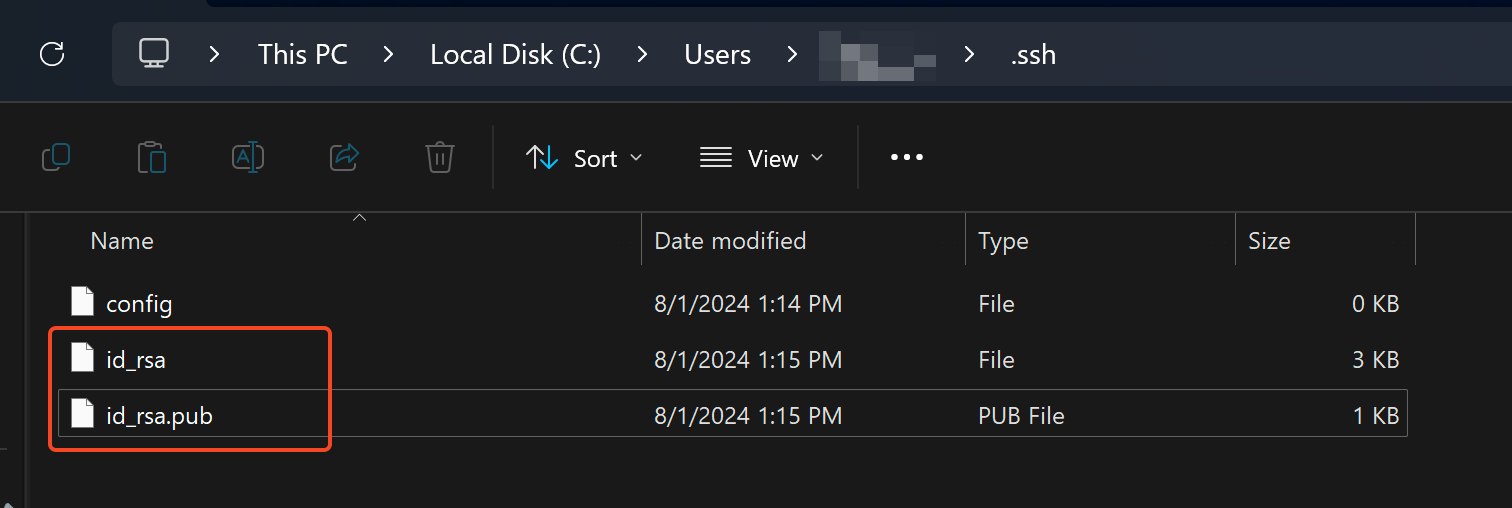 This PC Local Disk (C:) Users .ssh
Sort View
Name Date modified Type Size
config 8/1/2024 1:14 PM File 0 KB
id_rsa 8/1/2024 1:15 PM File 3 KB
id_rsa.pub 8/1/2024 1:15 PM PUB File 1 KB